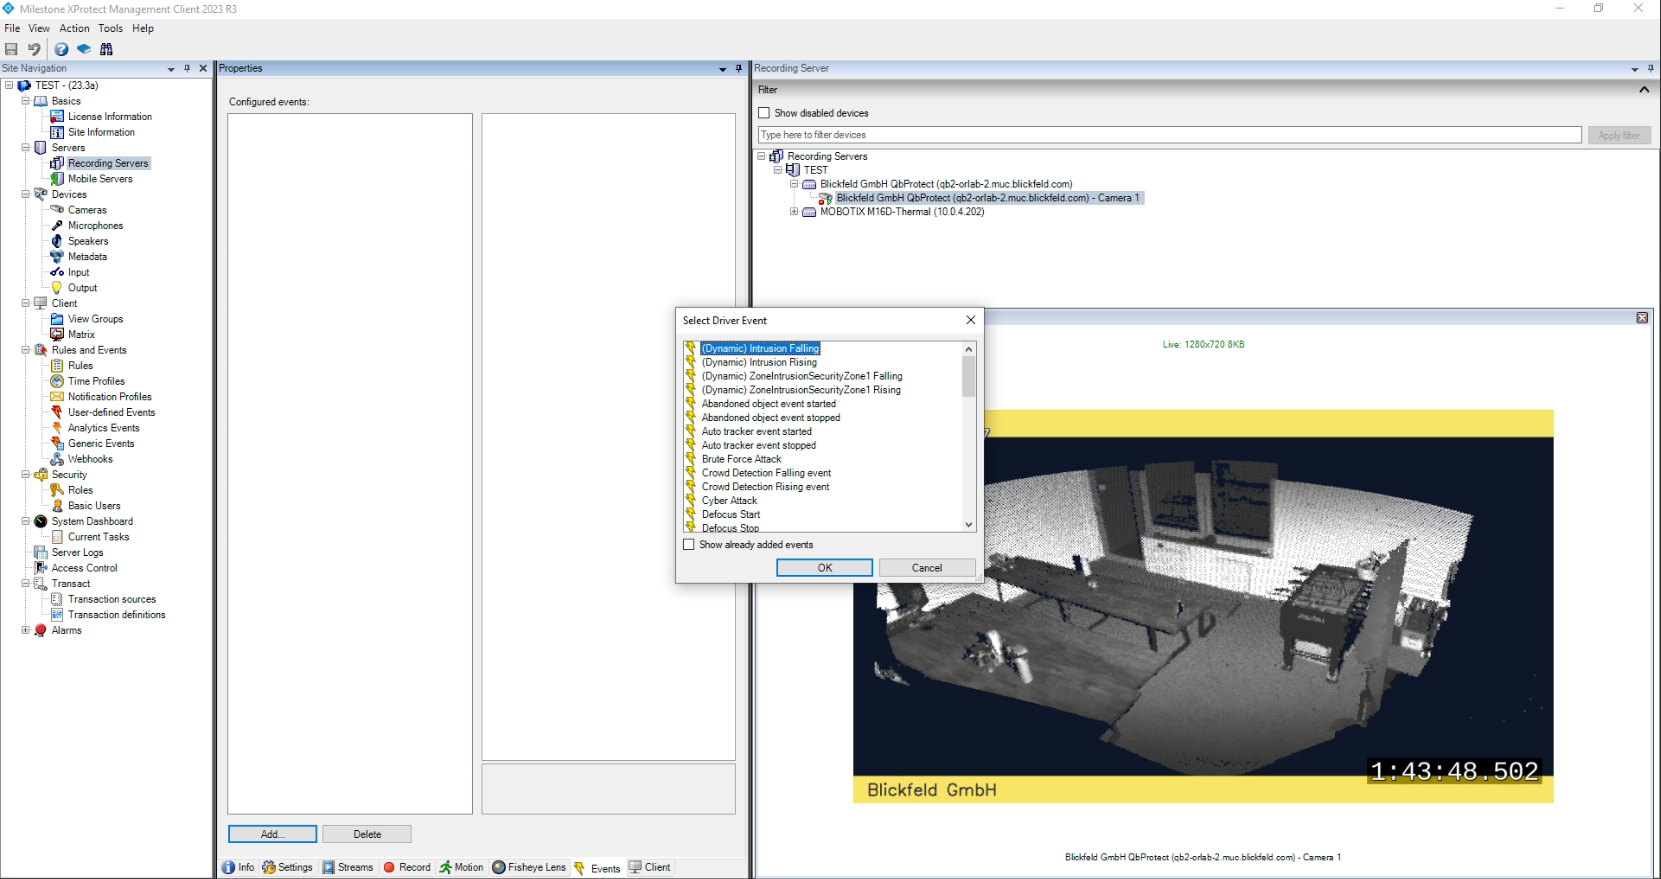 Milestone XProtect Management Client 2023 R3
File View Action Tools Help
Site Navigation
TEST - (23.3a)
Basics
License Information
Site Information
Servers
Recording Servers
Mobile Servers
Devices
Cameras
Microphones
Speakers
Metadata
Input
Output
Client
View Groups
Matrix
Rules and Events
Rules
Time Profiles
Notification Profiles
User-defined Events
Analytics Events
Generic Events
Webhooks
Security
Roles
Basic Users
System Dashboard
Current Tasks
Server Logs
Access Control
Transact
Transaction sources
Transaction definitions
Alarms
Properties
Configured events:
Add...
Delete
Info Settings Streams Record Motion Fisheye Lens Events Client
Recording Server
Filter
Show disabled devices
Type here to filter devices
Apply filter
Recording Servers
TEST
Blickfeld GmbH QbProtect (qb2-orlab-2.muc.blickfeld.com)
Blickfeld GmbH QbProtect (qb2-orlab-2.muc.blickfeld.com) - Camera 1
MOBOTIX M16D-Thermal (10.0.4.202)
Select Driver Event
(Dynamic) Intrusion Falling
(Dynamic) Intrusion Rising
(Dynamic) ZoneIntrusionSecurityZone1 Falling
(Dynamic) ZoneIntrusionSecurityZone1 Rising
Abandoned object event started
Abandoned object event stopped
Auto tracker event started
Auto tracker event stopped
Brute Force Attack
Crowd Detection Falling event
Crowd Detection Rising event
Cyber Attack
Defocus Start
Defocus Stop
Show already added events
OK
Cancel
Live: 1280x720 8KB
7
1:43:48.502
Blickfeld GmbH
Blickfeld GmbH QbProtect (qb2-orlab-2.muc.blickfeld.com) - Camera 1